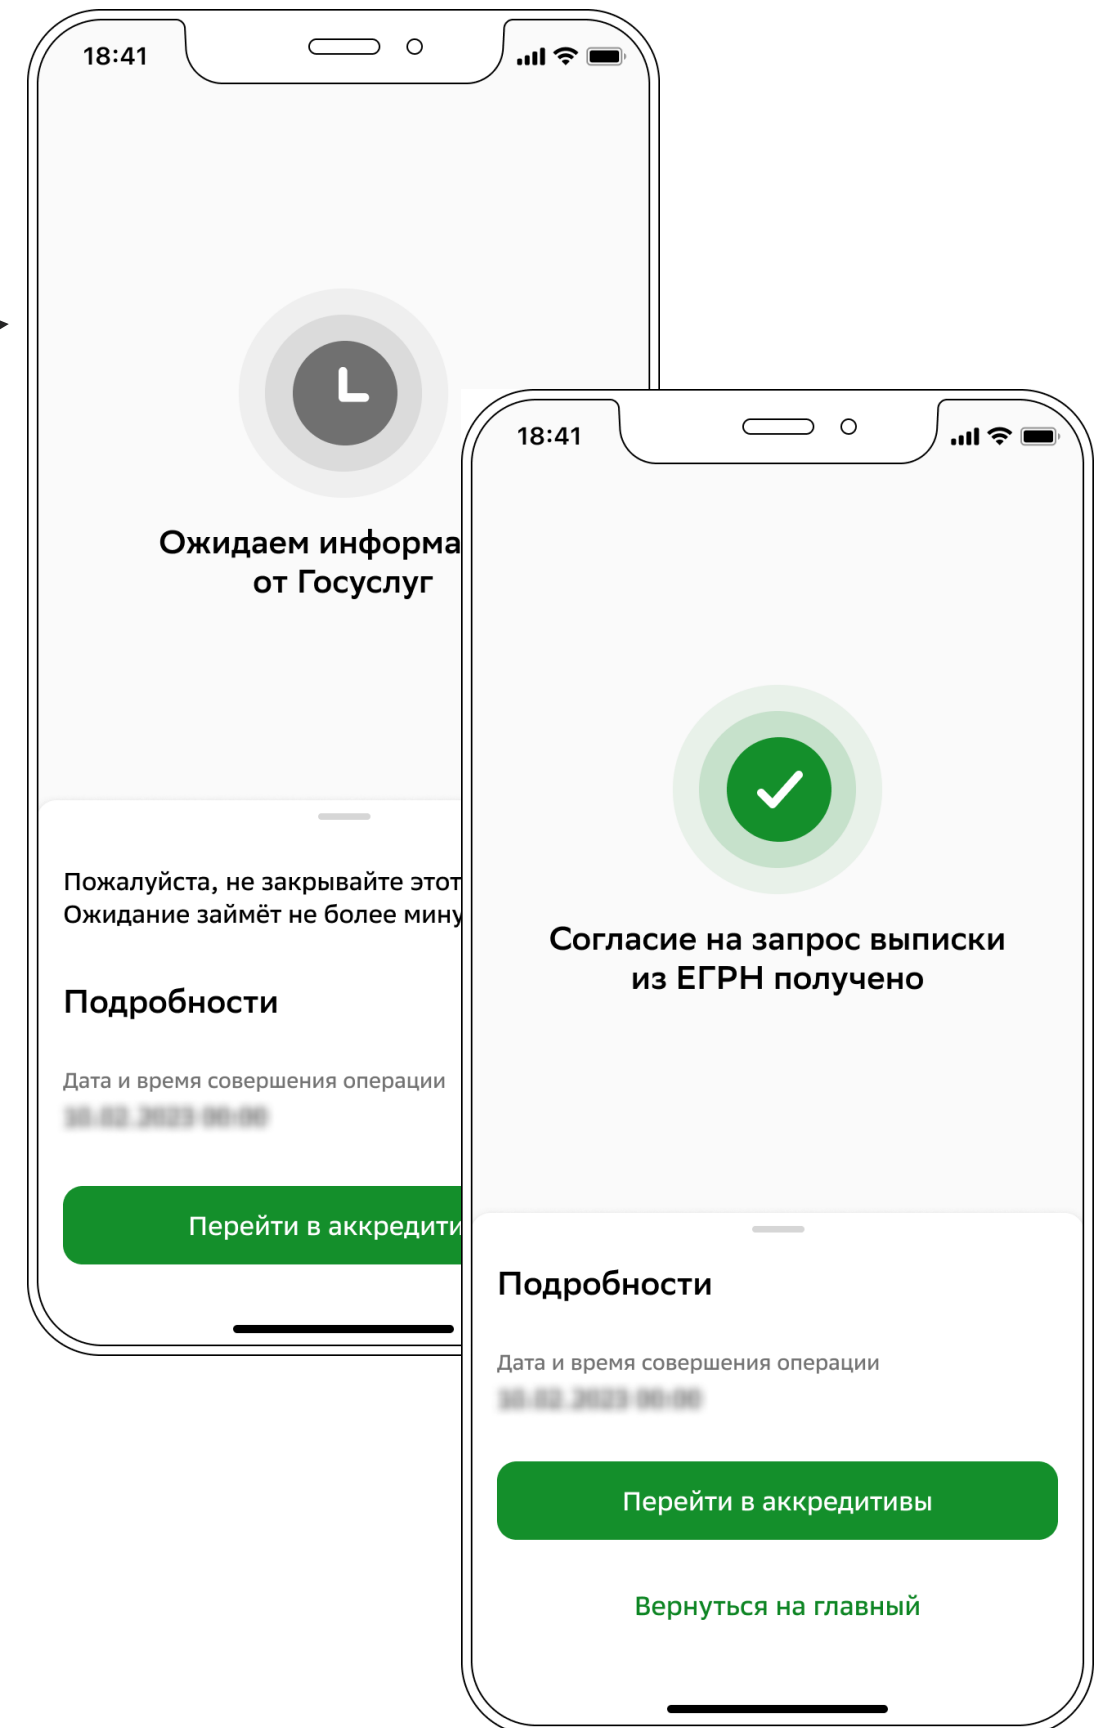 18:41
Ожидаем информа
от Госуслуг
Пожалуйста, не закрывайте этот
Ожидание займёт не более мину
Подробности
Дата и время совершения операции
Перейти в аккредити
18:41
Согласие на запрос выписки
из ЕГРН получено
Подробности
Дата и время совершения операции
Перейти в аккредитивы
Вернуться на главный